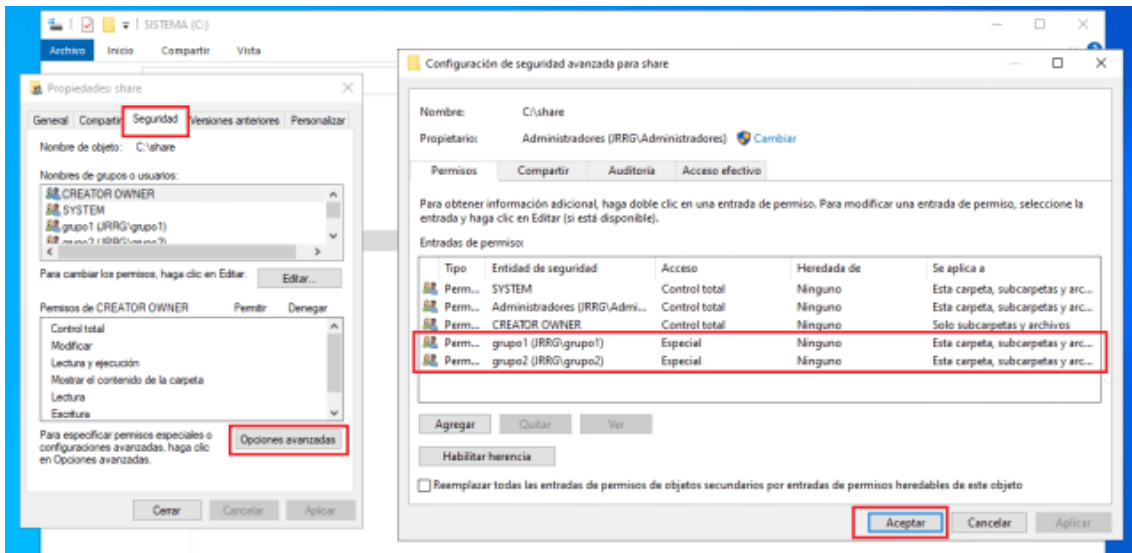 SISTEMA (C:)
Archivo Inicio Compartir Vista
Propiedades: share
General Compartir Seguridad Versiones anteriores Personalizar
Nombre de objeto: C:\share
Nombres de grupos o usuarios:
CREATOR OWNER
SYSTEM
grupo1 (JRRG\grupo1)
grupo2 (JRRG\grupo2)
Para cambiar los permisos, haga clic en Editar. Editar...
Permisos de CREATOR OWNER Permitir Denegar
Control total
Modificar
Lectura y ejecución
Mostrar el contenido de la carpeta
Lectura
Escritura
Para especificar permisos especiales o
configuraciones avanzadas, haga clic
en Opciones avanzadas.
Opciones avanzadas
Cerrar Cancelar Aplicar
Configuración de seguridad avanzada para share
Nombre: C:\share
Propietario: Administradores (JRRG\Administradores) Cambiar
Permisos Compartir Auditoría Acceso efectivo
Para obtener información adicional, haga doble clic en una entrada de permiso. Para modificar una entrada de permiso, seleccione la
entrada y haga clic en Editar (si está disponible).
Entradas de permiso:
Tipo Entidad de seguridad Acceso Heredada de Se aplica a
Perm... SYSTEM Control total Ninguno Esta carpeta, subcarpetas y arc...
Perm... Administradores (JRRG\Admi... Control total Ninguno Esta carpeta, subcarpetas y arc...
Perm... CREATOR OWNER Control total Ninguno Solo subcarpetas y archivos
Perm... grupo1 (JRRG\grupo1) Especial Ninguno Esta carpeta, subcarpetas y arc...
Perm... grupo2 (JRRG\grupo2) Especial Ninguno Esta carpeta, subcarpetas y arc...
Agregar Quitar Ver
Habilitar herencia
Reemplazar todas las entradas de permisos de objetos secundarios por entradas de permisos heredables de este objeto
Aceptar Cancelar Aplicar